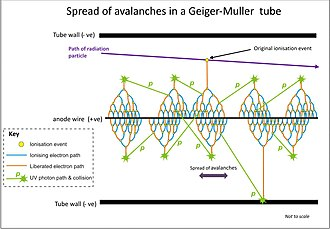 Spread of avalanches in a Geiger-Muller tube
Tube wall (-ve)
Original ionisation event
Path of radiation
particle
p
p
p
p
anode wire (+ve)
Key
Ionisation event
Ionising electron path
Liberated electron path
p UV photon path & collision
p
p
p
p
Spread of avalanches
p
Tube wall (-ve)
Not to scale